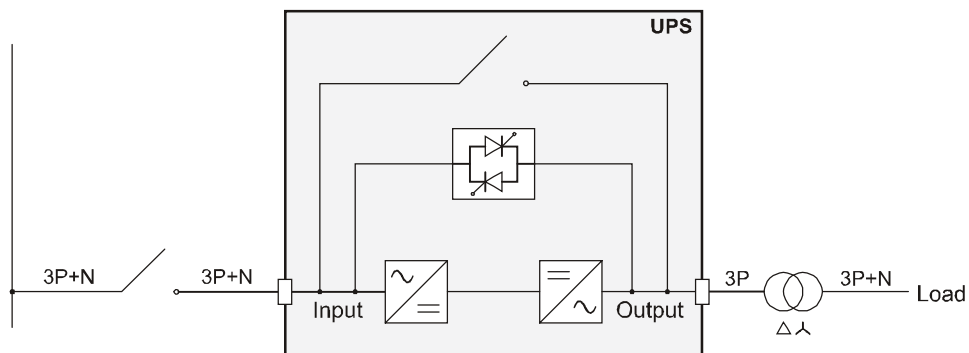 UPS
3P+N
3P+N
Input
Output
3P
3P+N
Load